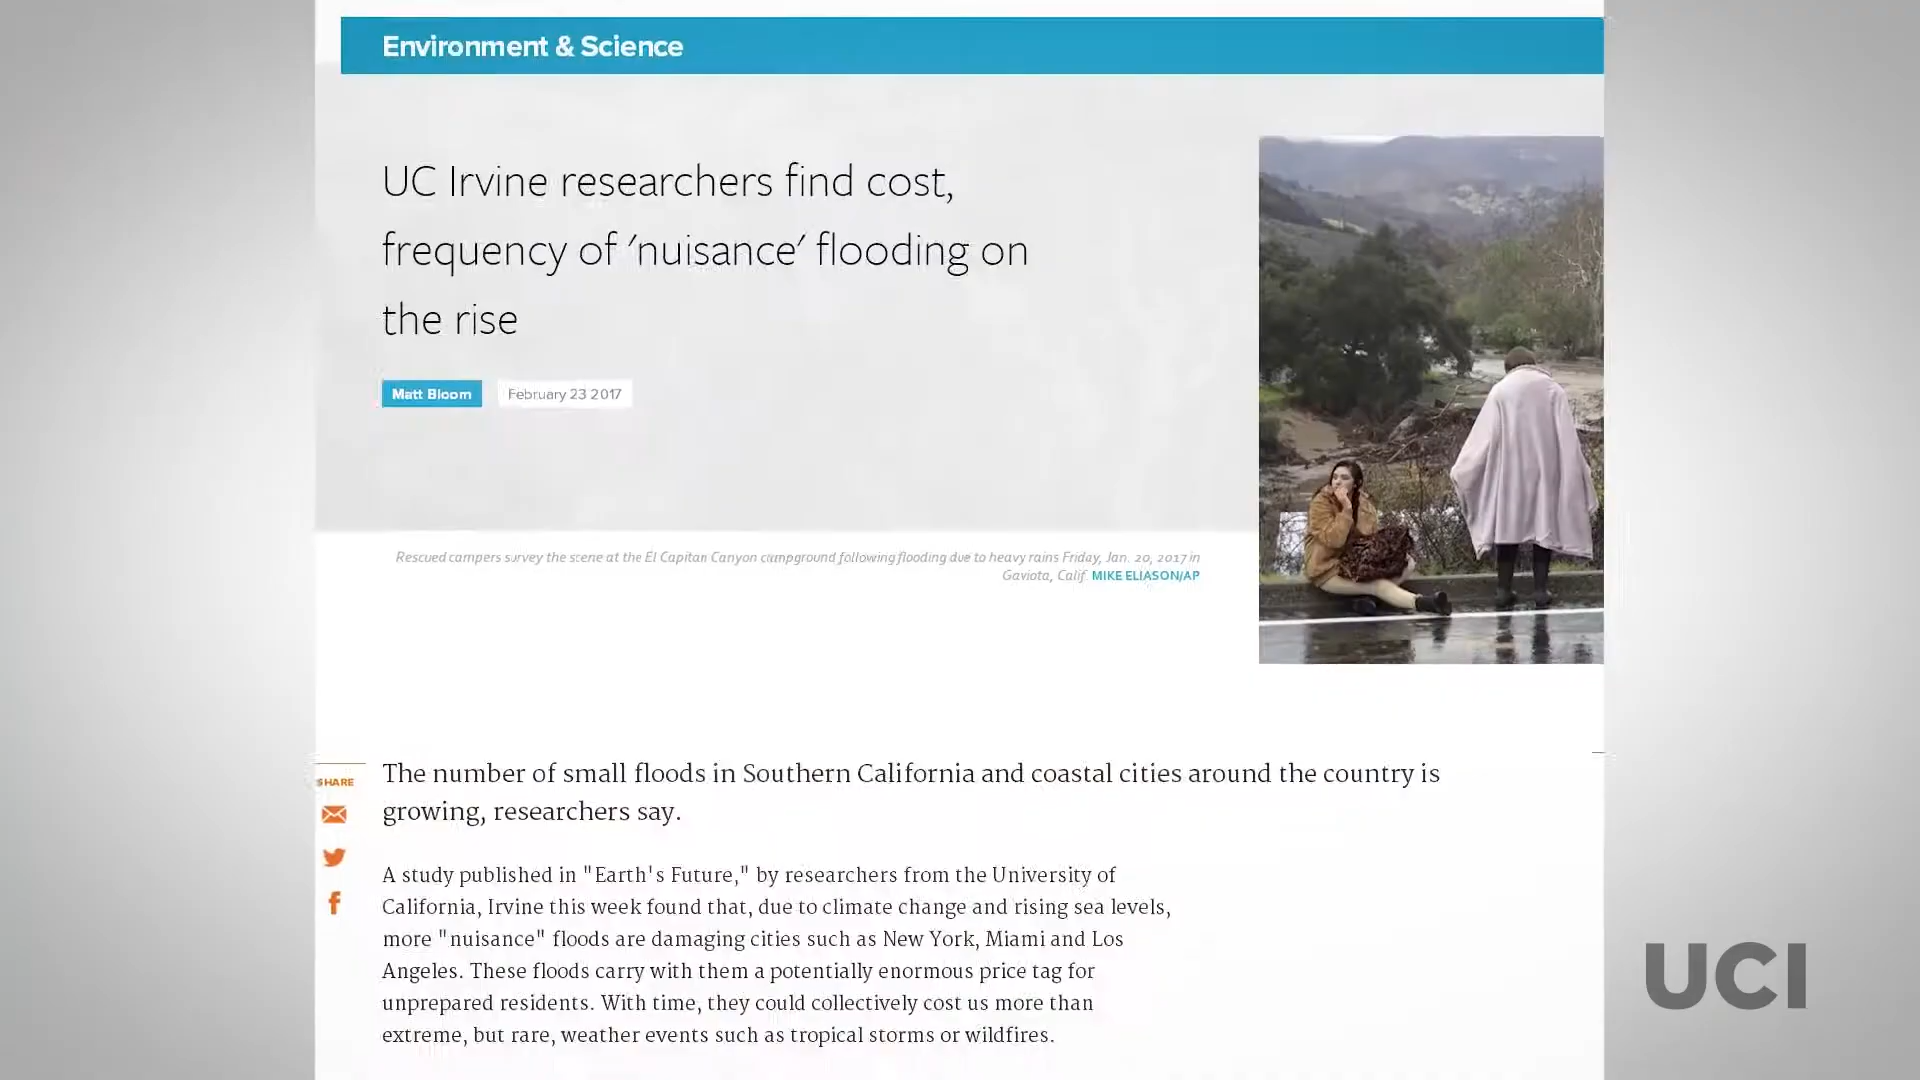 Environment & Science
UC Irvine researchers find cost,
frequency of 'nuisance' flooding on
the rise
Matt Bloom
February 23 2017
Rescued campers survey the scene at the El Capitan Canyon campground following flooding due to heavy rains Friday, Jan. 20, 2017 in
Gaviota, Calif. MIKE ELIASON/AP
SHARE
The number of small floods in Southern California and coastal cities around the country is
growing, researchers say.
A study published in "Earth's Future," by researchers from the University of
California, Irvine this week found that, due to climate change and rising sea levels,
more "nuisance" floods are damaging cities such as New York, Miami and Los
Angeles. These floods carry with them a potentially enormous price tag for
unprepared residents. With time, they could collectively cost us more than
extreme, but rare, weather events such as tropical storms or wildfires.
UCI